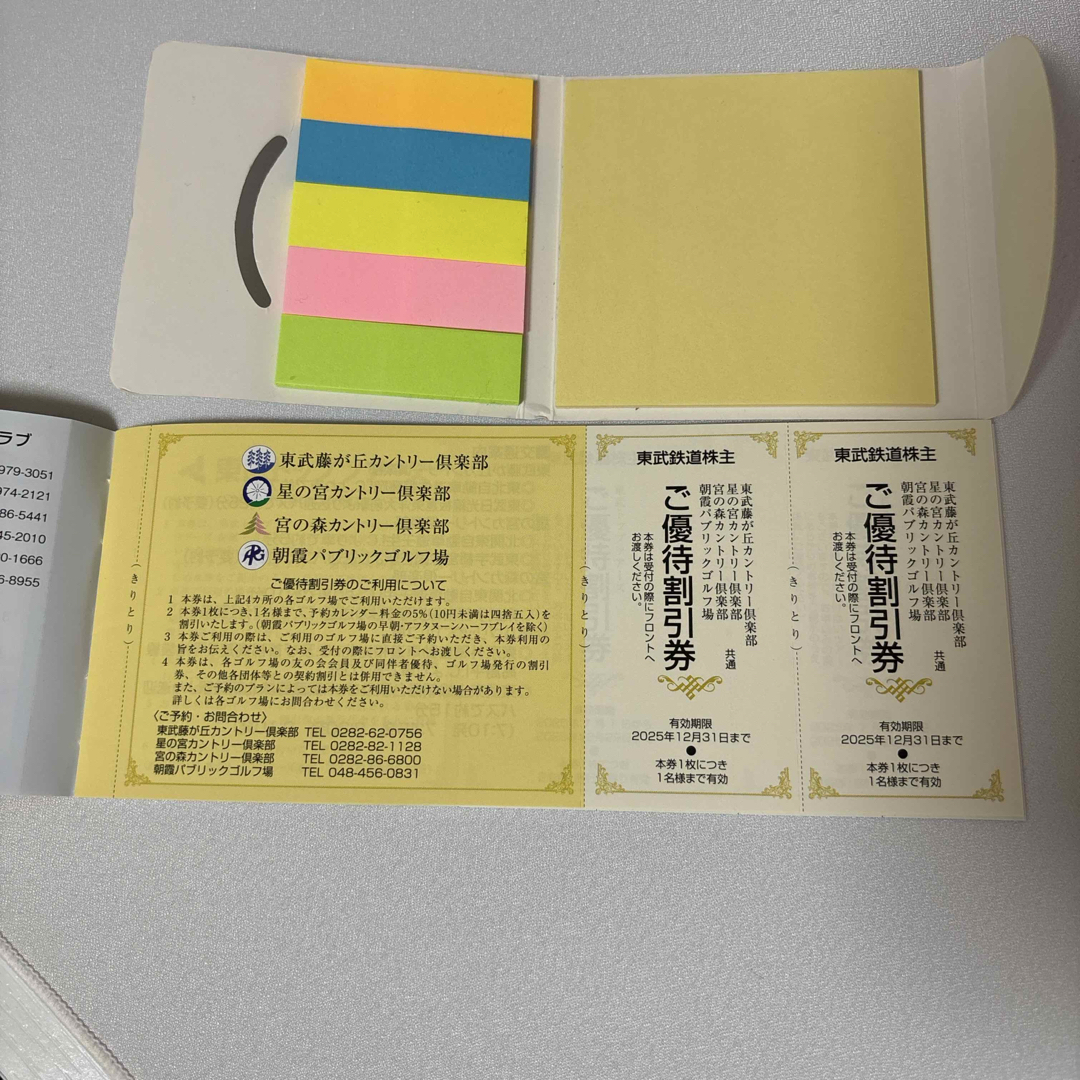 ラブ
979-3051
974-2121
86-5441
45-2010
0-1666
6-8955
(きりとり)
東武藤が丘カントリー倶楽部
星の宮カントリー倶楽部
宮の森カントリー倶楽部
APG 朝霞パブリックゴルフ場
ご優待割引券のご利用について
1 本券は、上記4カ所の各ゴルフ場でご利用いただけます。
2 本券1枚につき、1名様まで、予約カレンダー料金の5%(10円未満は四捨五入)を
割引いたします。(朝霞パブリックゴルフ場の早朝・アフタヌーンハーフプレイを除く)
3 本券ご利用の際は、ご利用のゴルフ場に直接ご予約いただき、本券利用の
旨をお伝えください。なお、受付の際にフロントへお渡しください。
4 本券は、各ゴルフ場の友の会会員及び同伴者優待、ゴルフ場発行の割引
券、その他各団体等との契約割引とは併用できません。
また、ご予約のプランによっては本券をご利用いただけない場合があります。
詳しくは各ゴルフ場にお問合わせください。
〈ご予約・お問合わせ〉
東武藤が丘カントリー倶楽部 TEL 0282-62-0756
星の宮カントリー倶楽部 TEL 0282-82-1128
宮の森カントリー倶楽部 TEL 0282-86-6800
朝霞パブリックゴルフ場 TEL 048-456-0831
(きりとり)
東武鉄道株主
東武藤が丘カントリー倶楽部
星の宮カントリー倶楽部
宮の森カントリー倶楽部
朝霞パブリックゴルフ場
共通
ご優待割引券
本券は受付の際にフロントへ
お渡しください。
有効期限
2025年12月31日まで
●
本券1枚につき
1名様まで有効
(きりとり)
東武鉄道株主
東武藤が丘カントリー倶楽部
星の宮カントリー倶楽部
宮の森カントリー倶楽部
朝霞パブリックゴルフ場
共通
ご優待割引券
本券は受付の際にフロントへ
お渡しください。
有効期限
2025年12月31日まで
●
本券1枚につき
1名様まで有効